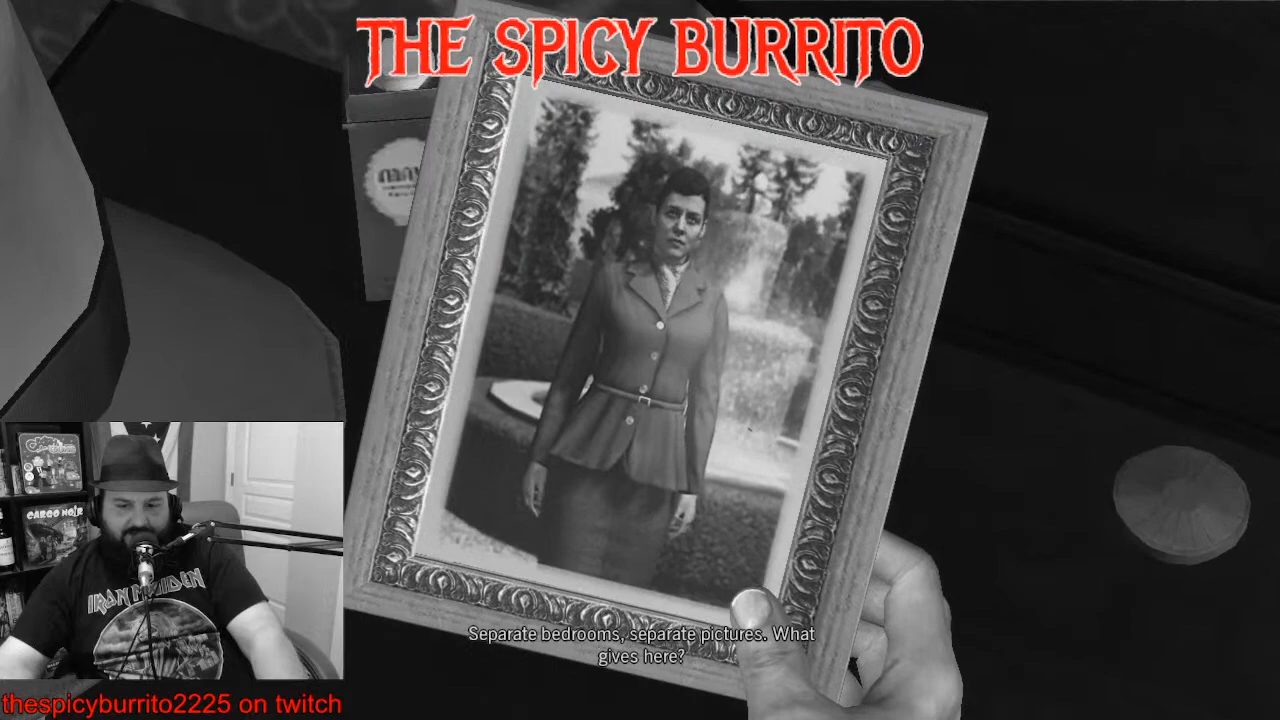 THE SPICY BURRITO
CARGO NOIR
IRON MAIDEN
Separate bedrooms, separate pictures. What
gives here?
thespicyburrito2225 on twitch